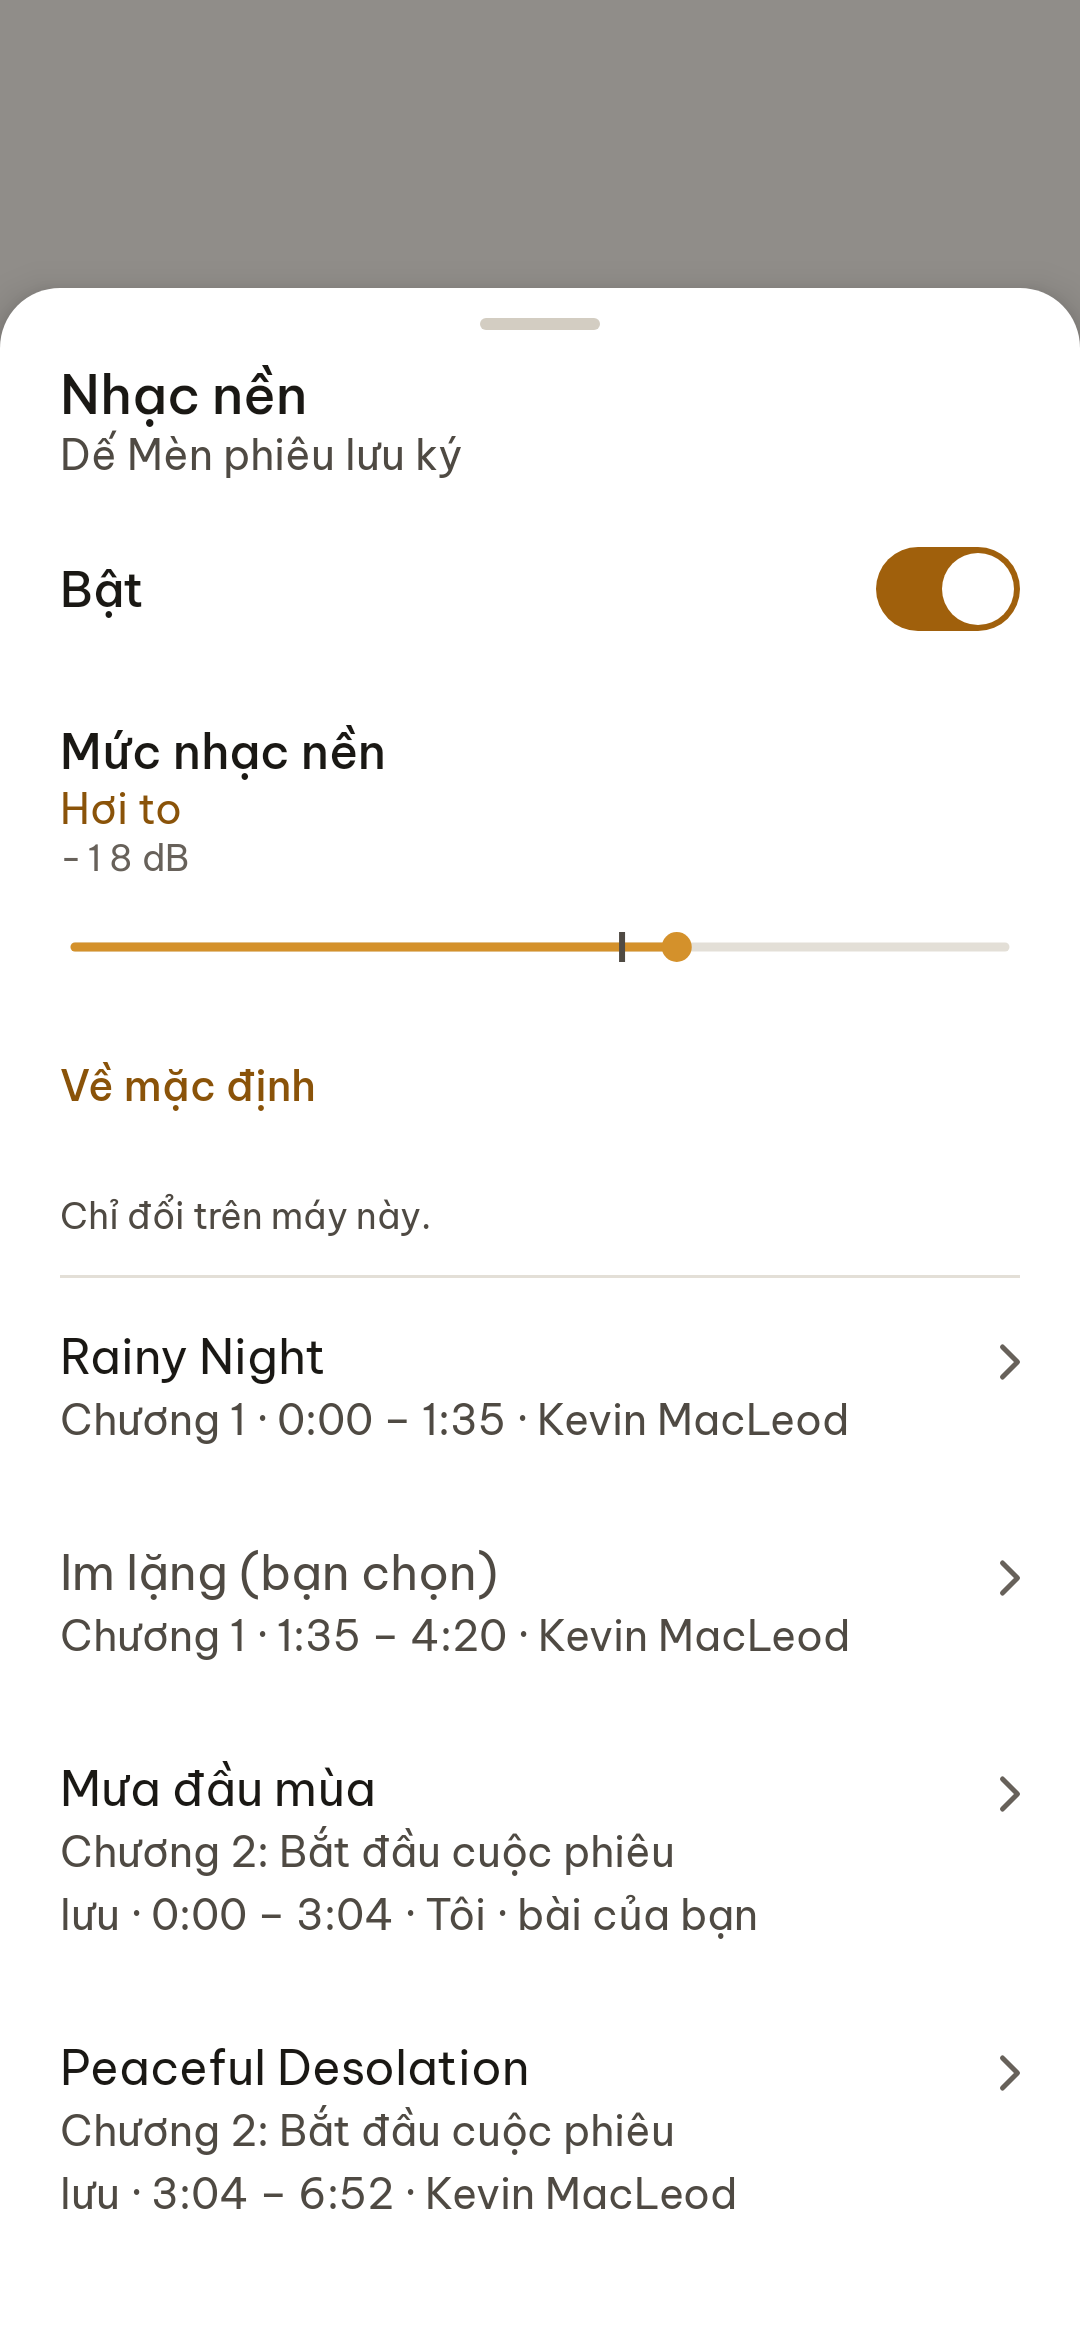 Nhạc nền
Dế Mèn phiêu lưu ký
Bật
Mức nhạc nền
Hơi to
−18 dB
Về mặc định
Chỉ đổi trên máy này.
Rainy Night
Chương 1 · 0:00 – 1:35 · Kevin MacLeod
Im lặng (bạn chọn)
Chương 1 · 1:35 – 4:20 · Kevin MacLeod
Mưa đầu mùa
Chương 2: Bắt đầu cuộc phiêu
lưu · 0:00 – 3:04 · Tôi · bài của bạn
Peaceful Desolation
Chương 2: Bắt đầu cuộc phiêu
lưu · 3:04 – 6:52 · Kevin MacLeod